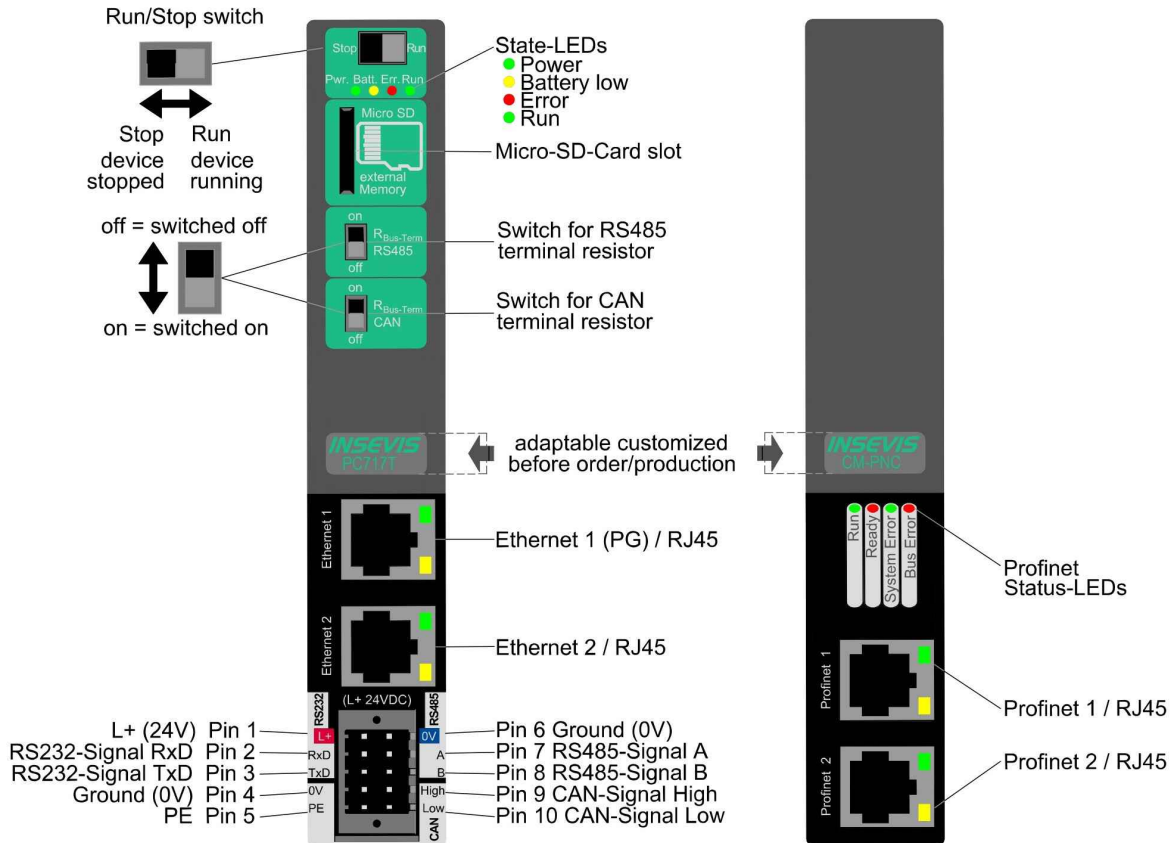 Run/Stop switch
Stop
Run
Stop
device
stopped
Run
device
running
State-LEDs
Power
Battery low
Error
Run
Pwr. Batt. Err. Run
Micro SD
external
Memory
Micro-SD-Card slot
off = switched off
on = switched on
on
RBus-Term
RS485
off
Switch for RS485
terminal resistor
on
RBus-Term
CAN
off
Switch for CAN
terminal resistor
INSEVIS
PC717T
adaptable customized
before order/production
INSEVIS
CM-PNC
Ethernet 1
Ethernet 1 (PG) / RJ45
Ethernet 2
Ethernet 2 / RJ45
Run
Ready
System Error
Bus Error
Profinet
Status-LEDs
Profinet 1
Profinet 1 / RJ45
Profinet 2
Profinet 2 / RJ45
RS232
(L+ 24VDC)
RS485
L+ (24V) Pin 1
RS232-Signal RxD Pin 2
RS232-Signal TxD Pin 3
Ground (0V) Pin 4
PE Pin 5
L+
RxD
TxD
0V
PE
0V
A
B
High
Low
CAN
Pin 6 Ground (0V)
Pin 7 RS485-Signal A
Pin 8 RS485-Signal B
Pin 9 CAN-Signal High
Pin 10 CAN-Signal Low